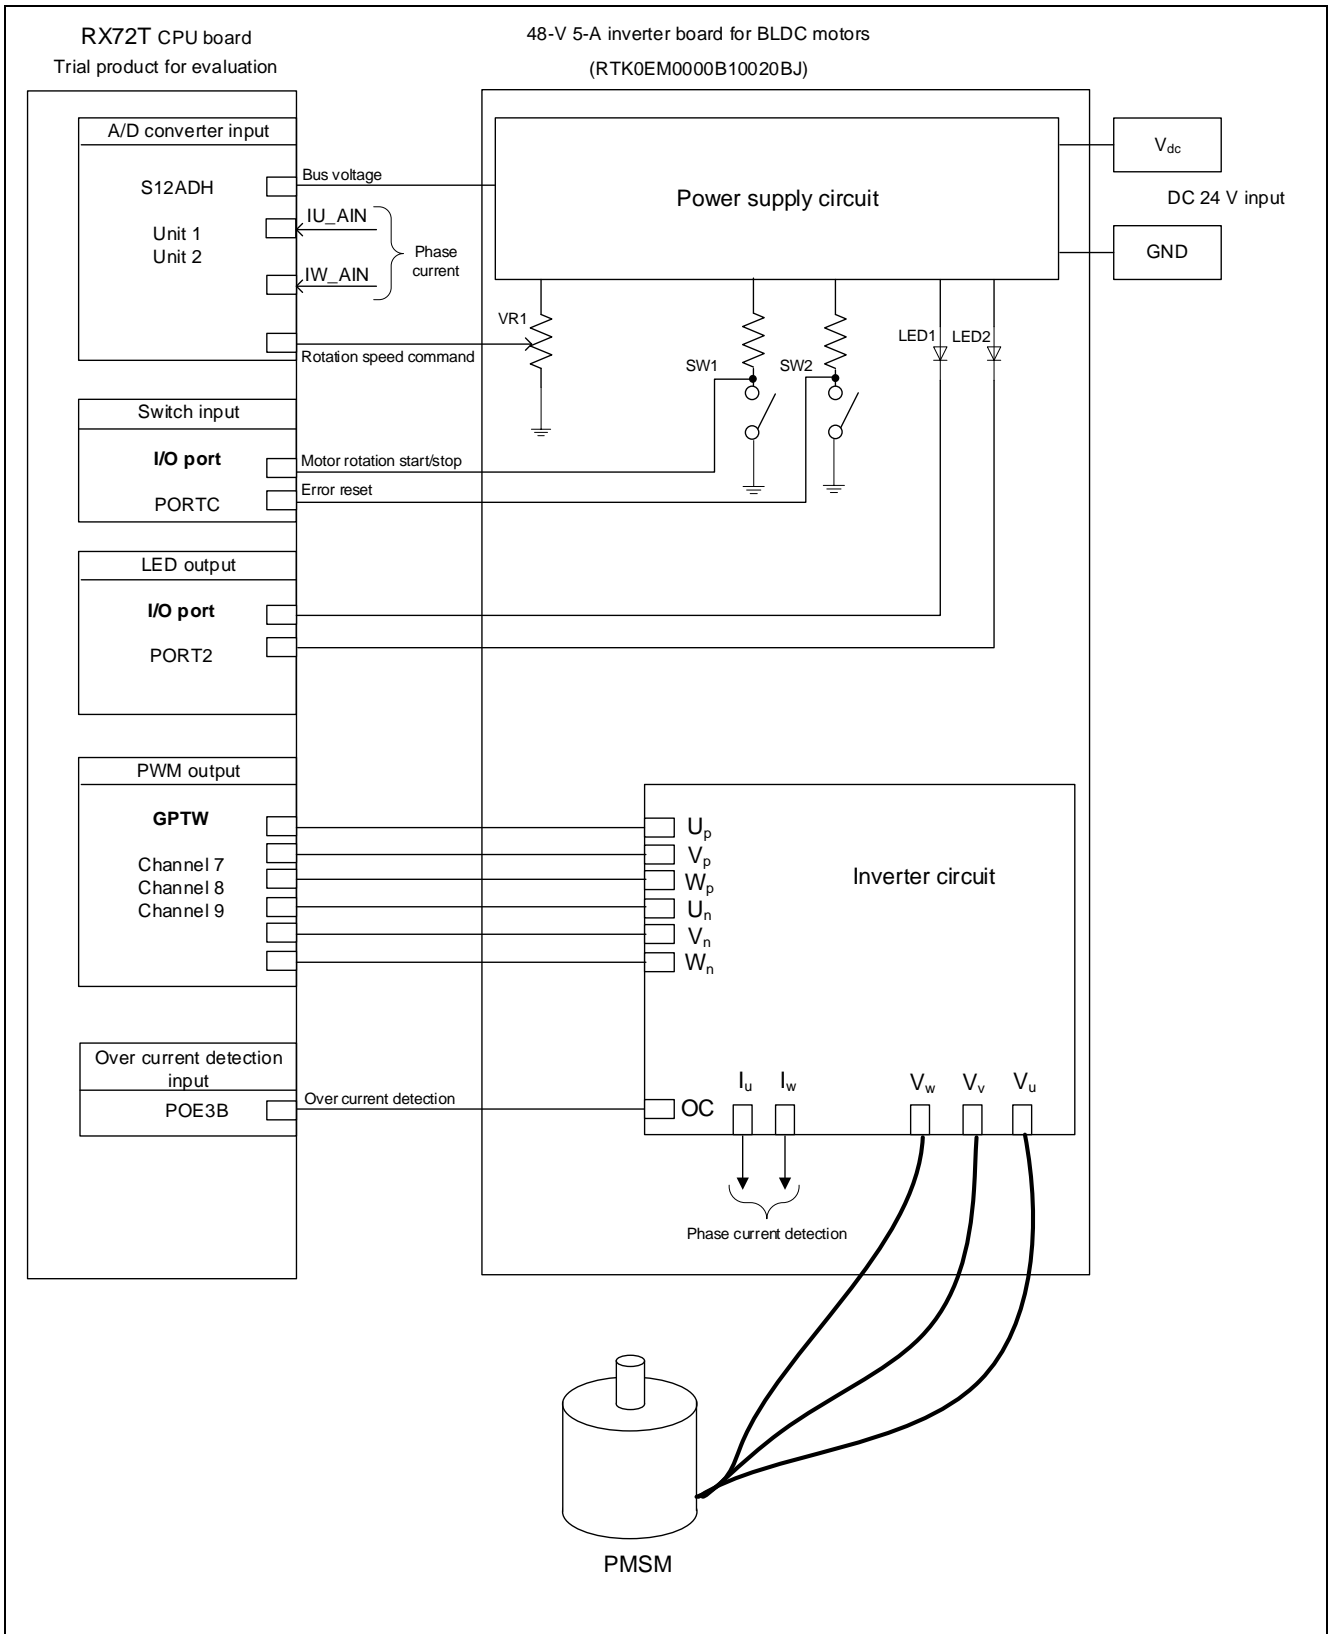 RX72T CPU board
Trial product for evaluation
48-V 5-A inverter board for BLDC motors
(RTK0EM0000B10020BJ)
A/D converter input
S12ADH
Unit 1
Unit 2
Bus voltage
IU_AIN
IW_AIN
Phase
current
Rotation speed command
Power supply circuit
Vdc
DC 24 V input
GND
VR1
SW1
SW2
LED1
LED2
Switch input
I/O port
PORTC
Motor rotation start/stop
Error reset
LED output
I/O port
PORT2
PWM output
GPTW
Channel 7
Channel 8
Channel 9
Up
Vp
Wp
Un
Vn
Wn
Inverter circuit
Over current detection
input
POE3B
Over current detection
OC
Iu
Iw
Vw
Vv
Vu
Phase current detection
PMSM